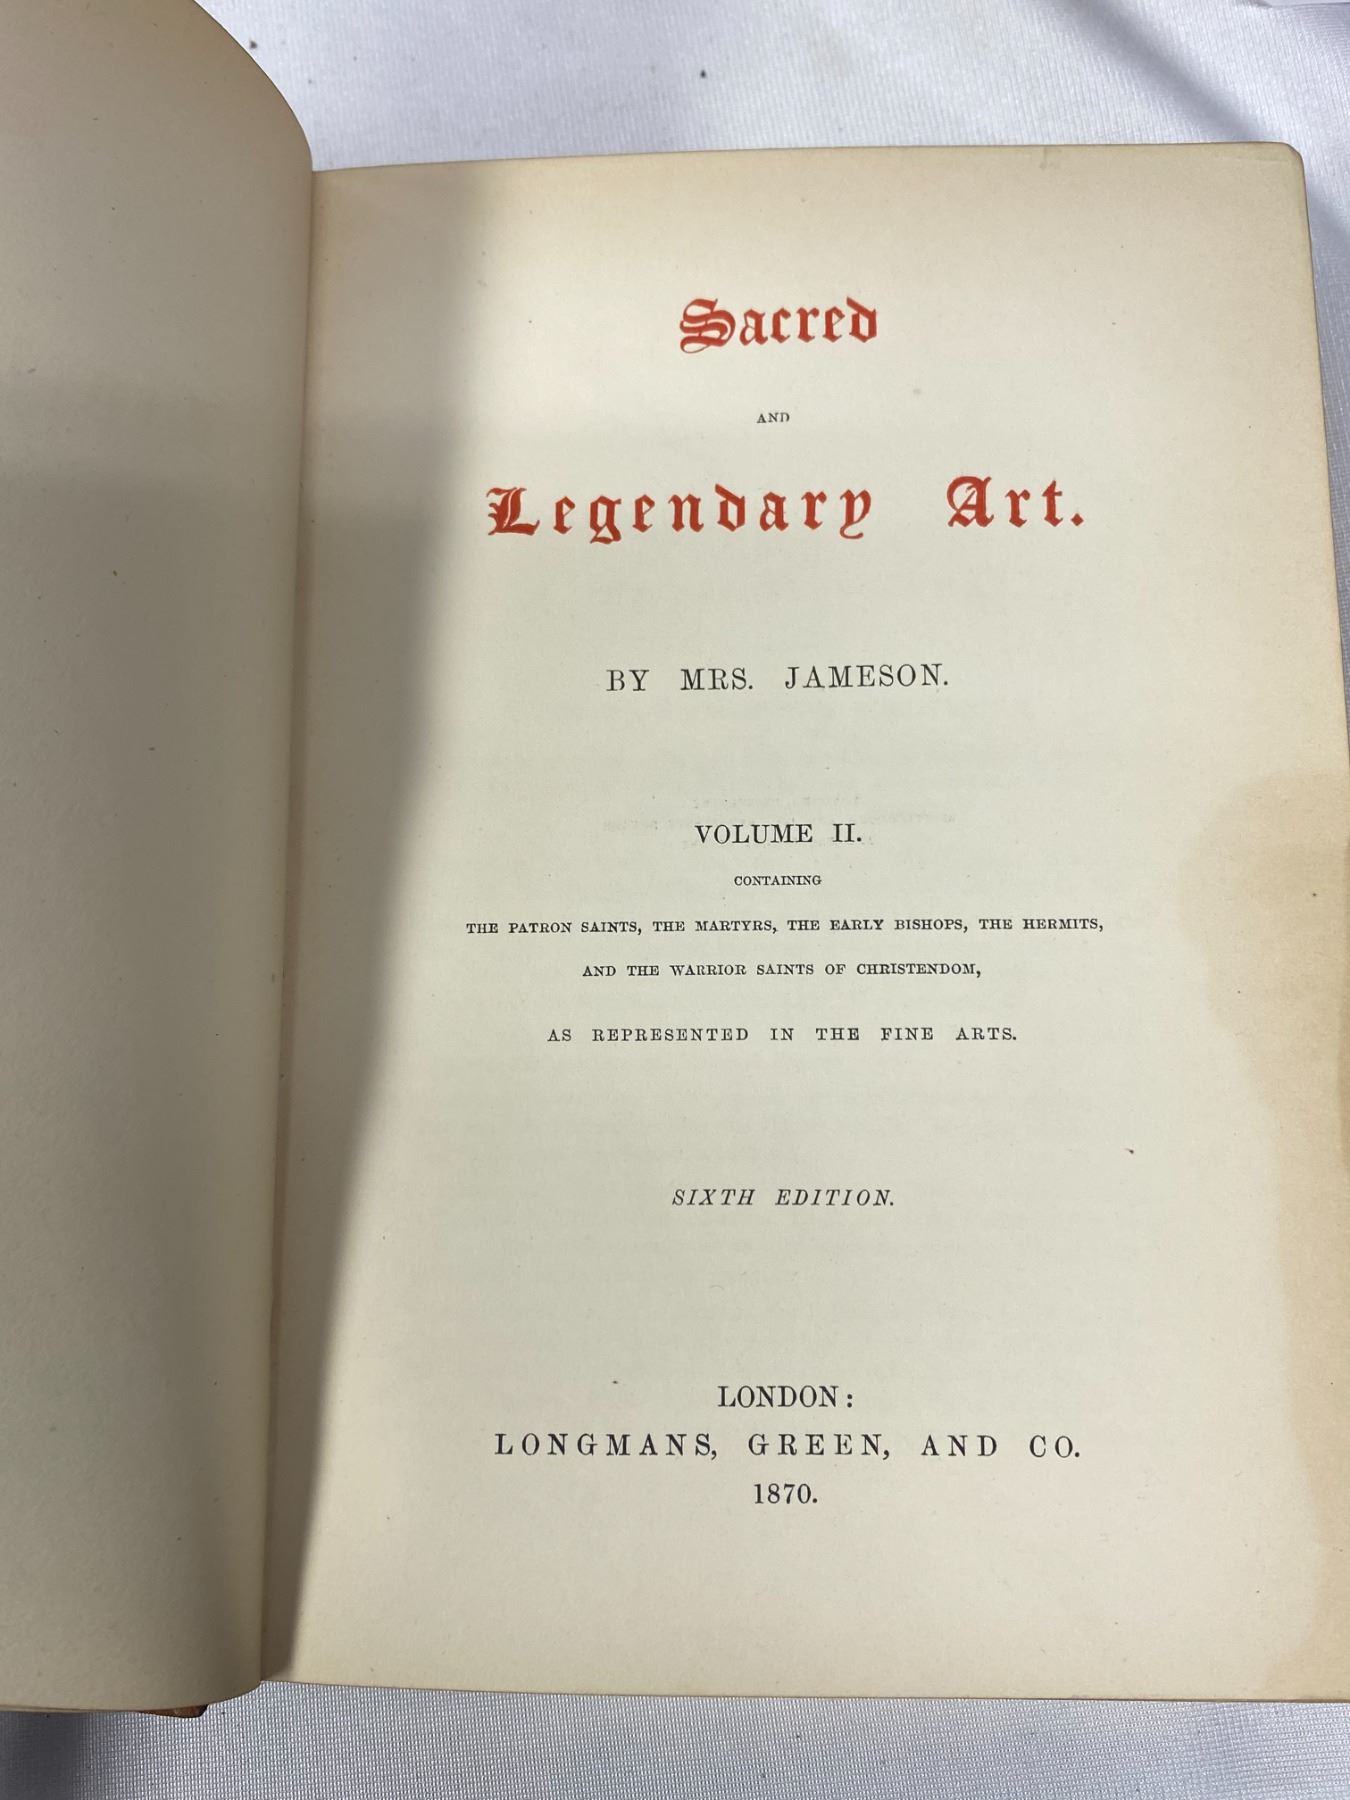 Sacred
AND
Legendary Art.
BY MRS. JAMESON.
VOLUME II.
CONTAINING
THE PATRON SAINTS, THE MARTYRS, THE EARLY BISHOPS, THE HERMITS,
AND THE WARRIOR SAINTS OF CHRISTENDOM,
AS REPRESENTED IN THE FINE ARTS.
SIXTH EDITION.
LONDON:
LONGMANS, GREEN, AND CO.
1870.